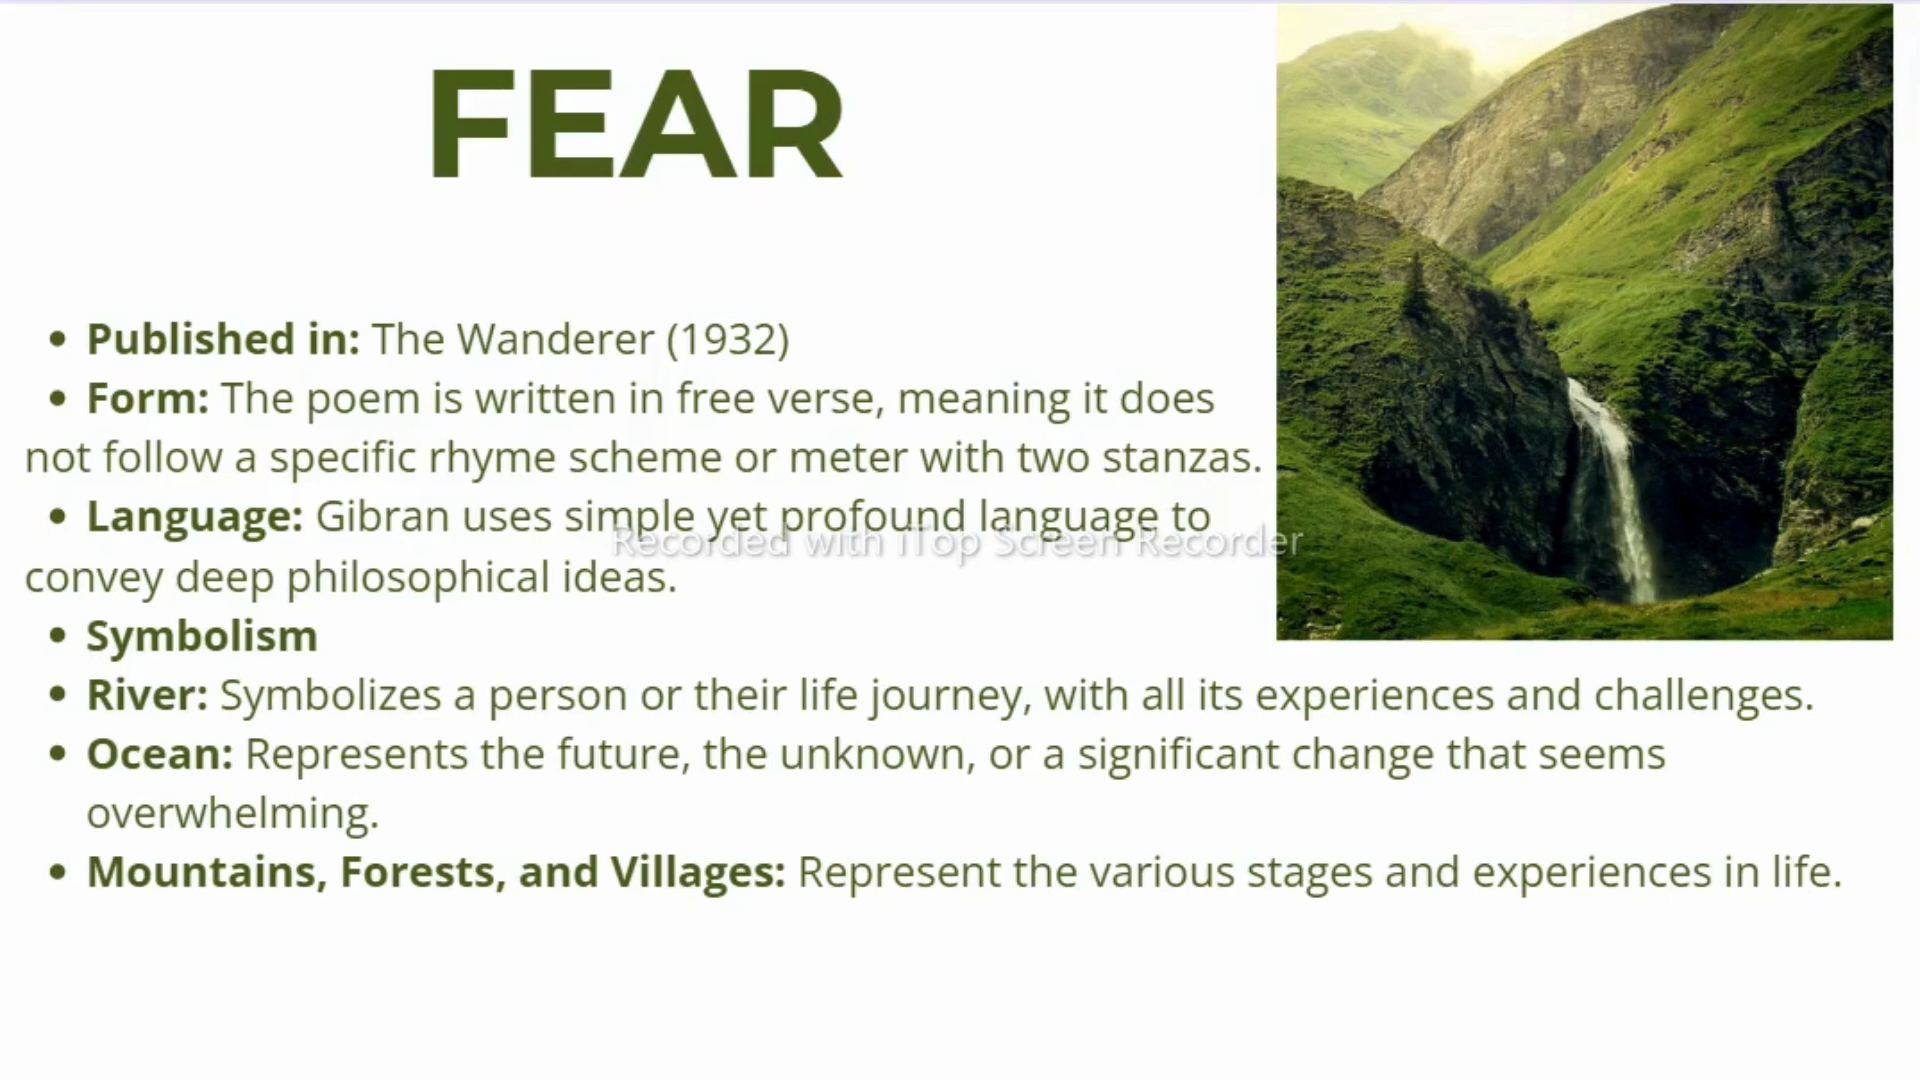 FEAR
• Published in: The Wanderer (1932)
• Form: The poem is written in free verse, meaning it does
not follow a specific rhyme scheme or meter with two stanzas.
• Language: Gibran uses simple yet profound language to
Recorded with iTop Screen Recorder
convey deep philosophical ideas.
• Symbolism
• River: Symbolizes a person or their life journey, with all its experiences and challenges.
• Ocean: Represents the future, the unknown, or a significant change that seems
overwhelming.
• Mountains, Forests, and Villages: Represent the various stages and experiences in life.